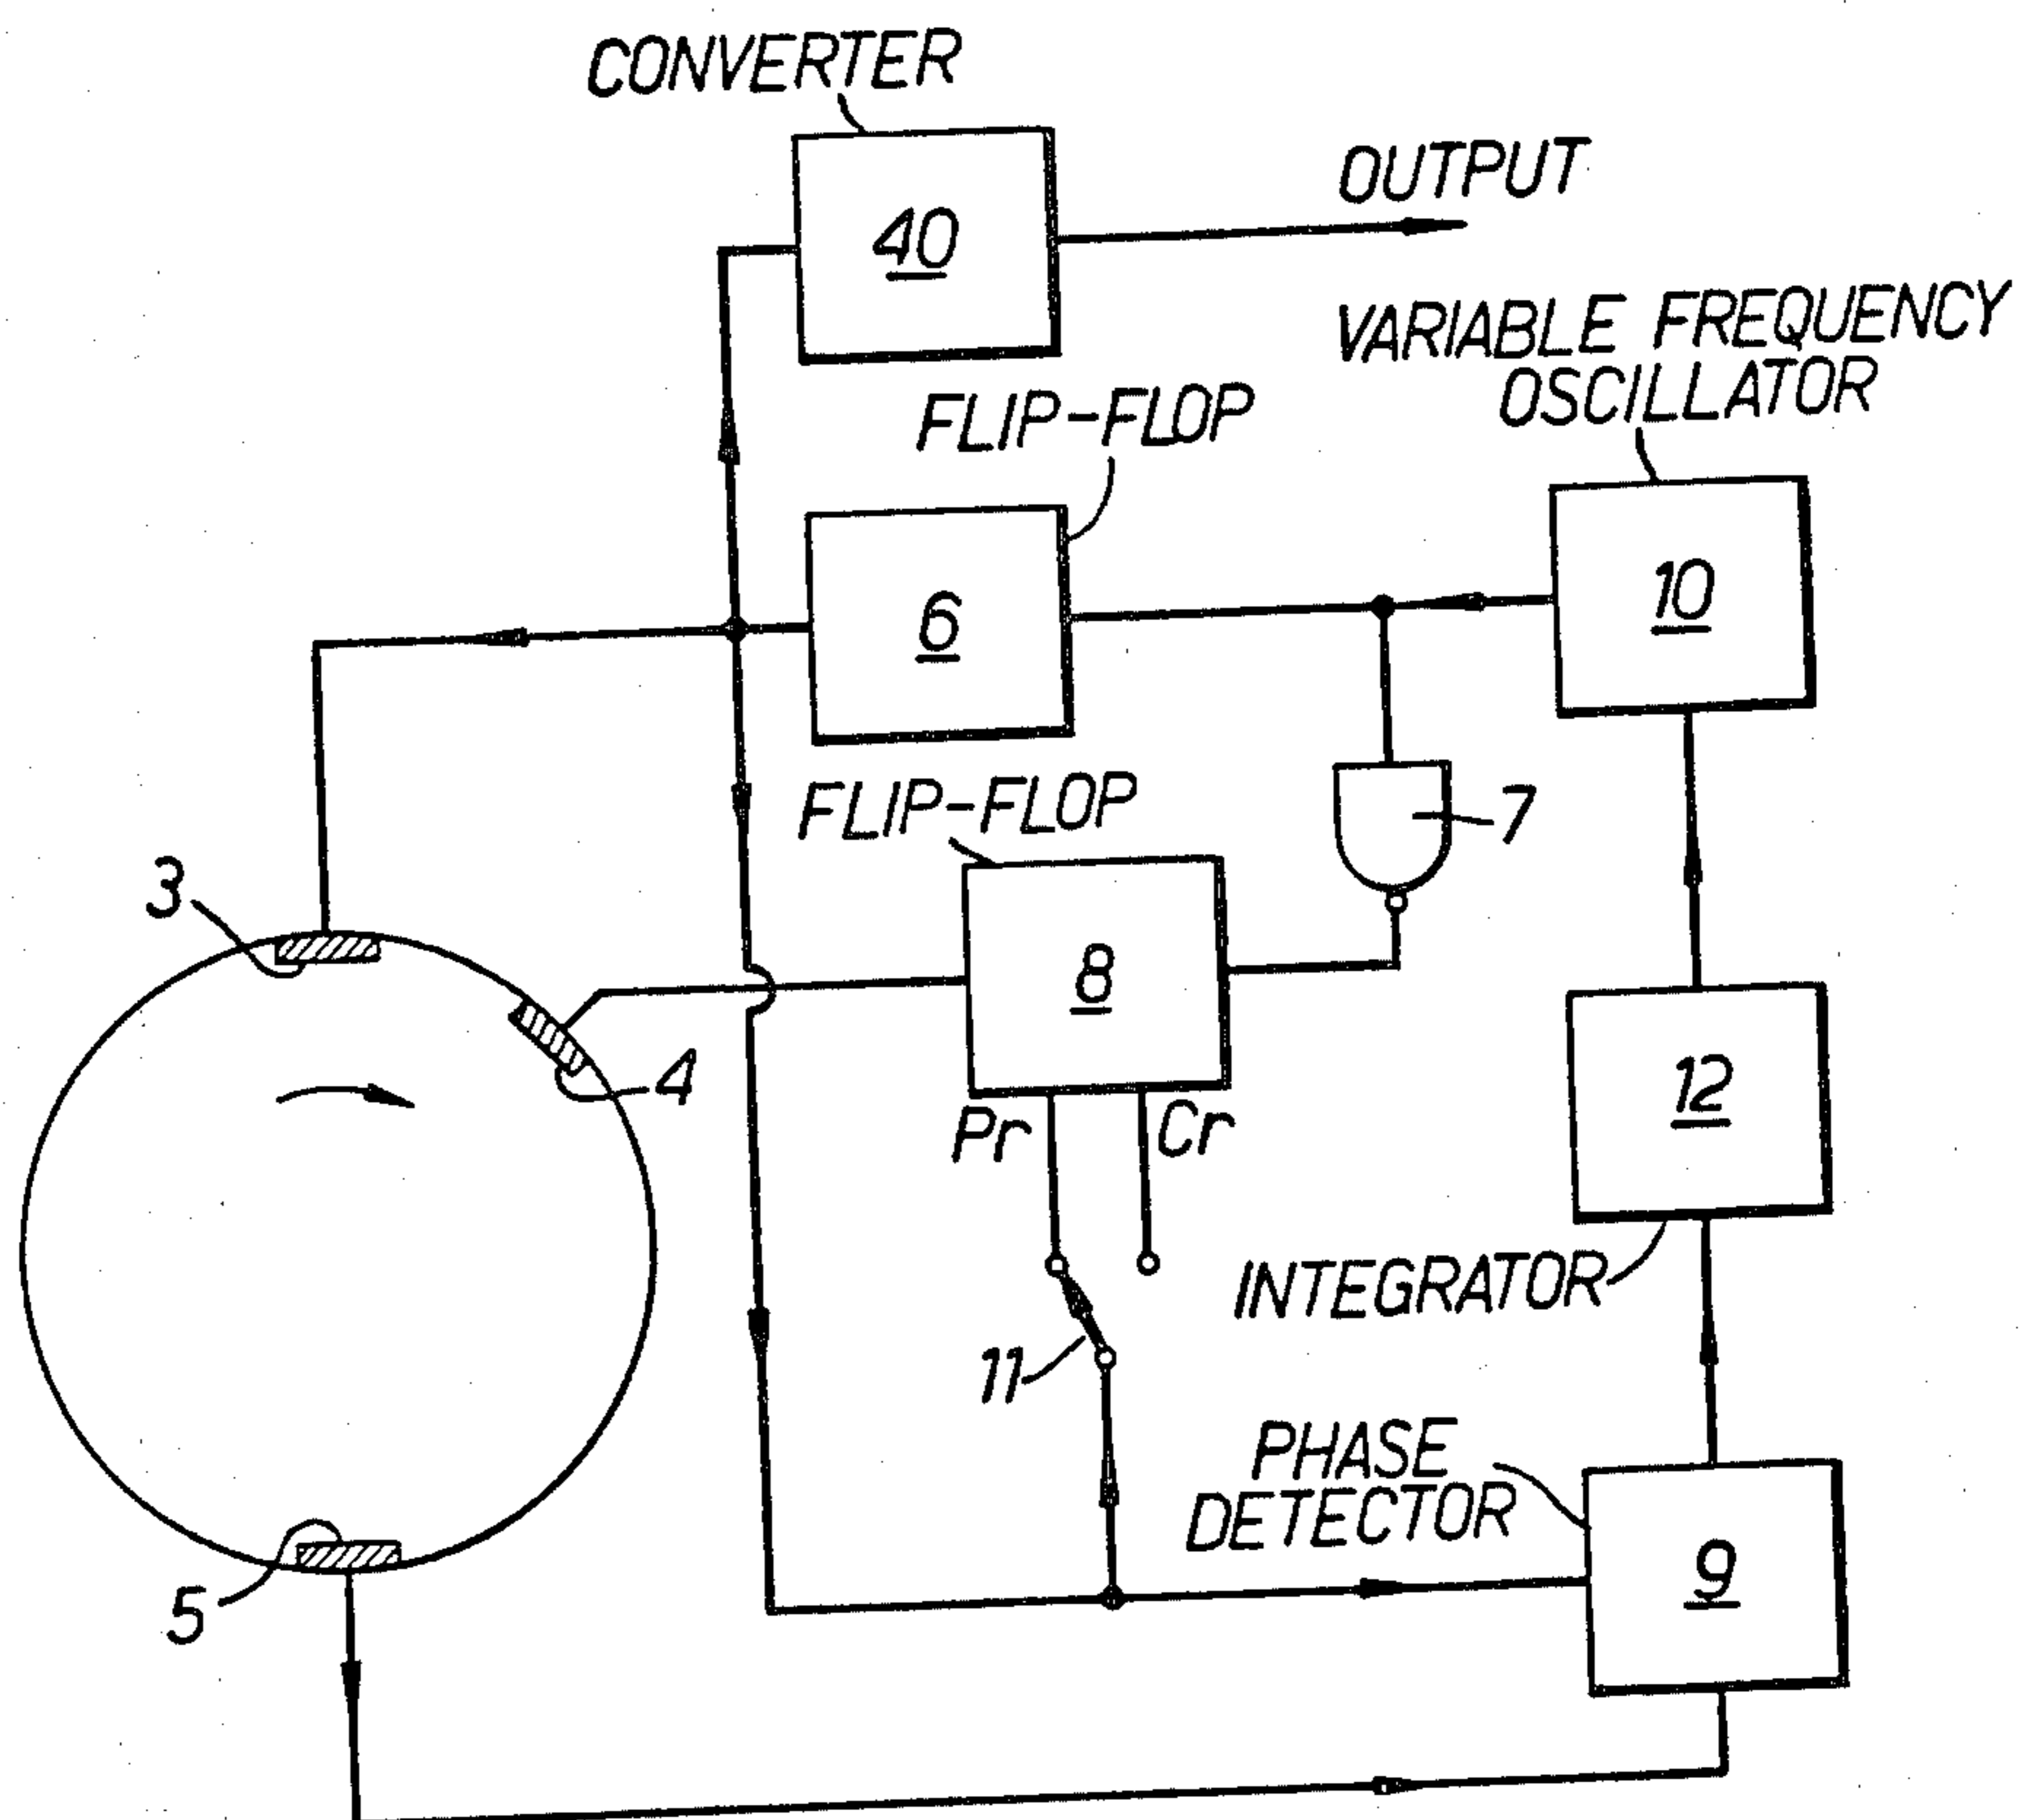 CONVERTER
40
OUTPUT
VARIABLE FREQUENCY
OSCILLATOR
FLIP-FLOP
10
6
FLIP-FLOP
7
3
8
4
12
Pr
Cr
INTEGRATOR
11
PHASE
DETECTOR
9
5